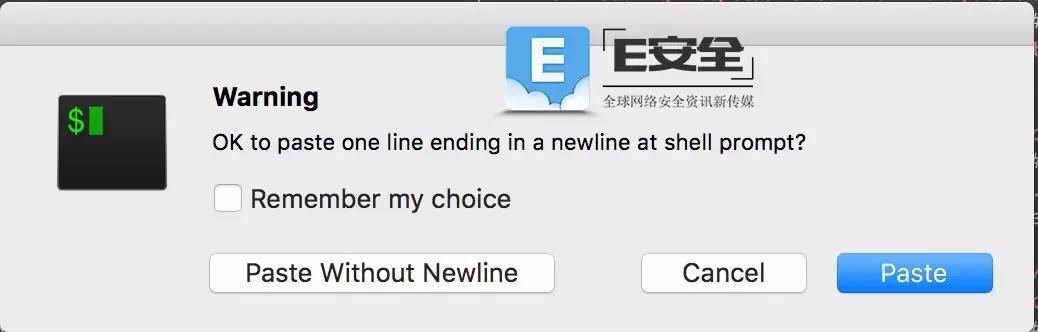 E
「E安全」
全球网络安全资讯新传媒
Warning
$
OK to paste one line ending in a newline at shell prompt?
Remember my choice
Paste Without Newline
Cancel
Paste